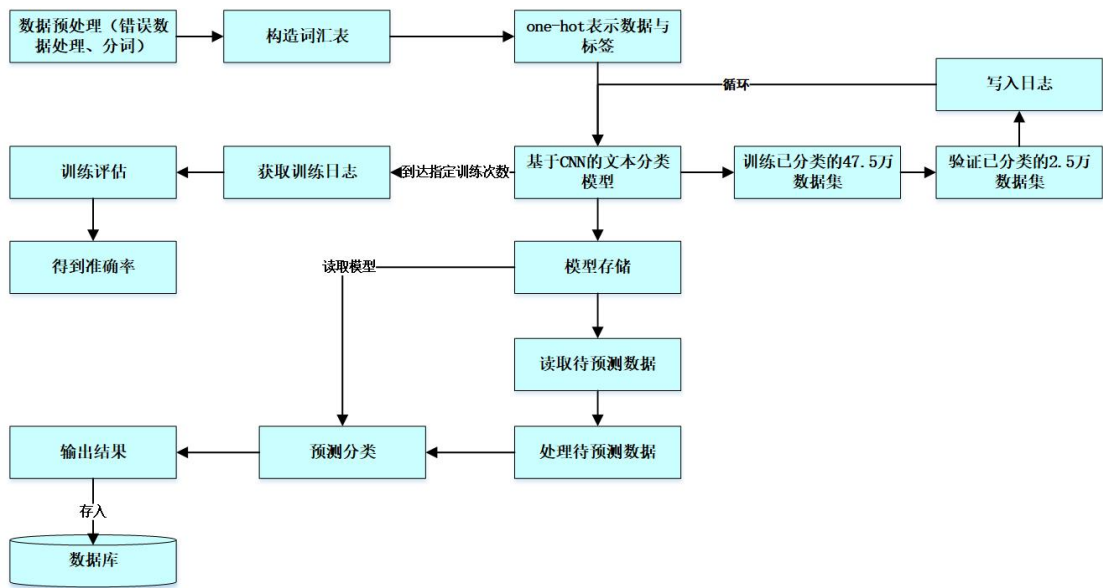 数据预处理（错误数
据处理、分词）
构造词汇表
one-hot表示数据与
标签
循环
写入日志
训练评估
获取训练日志
到达指定训练次数
基于CNN的文本分类
模型
训练已分类的47.5万
数据集
验证已分类的2.5万
数据集
得到准确率
读取模型
模型存储
读取待预测数据
输出结果
预测分类
处理待预测数据
存入
数据库